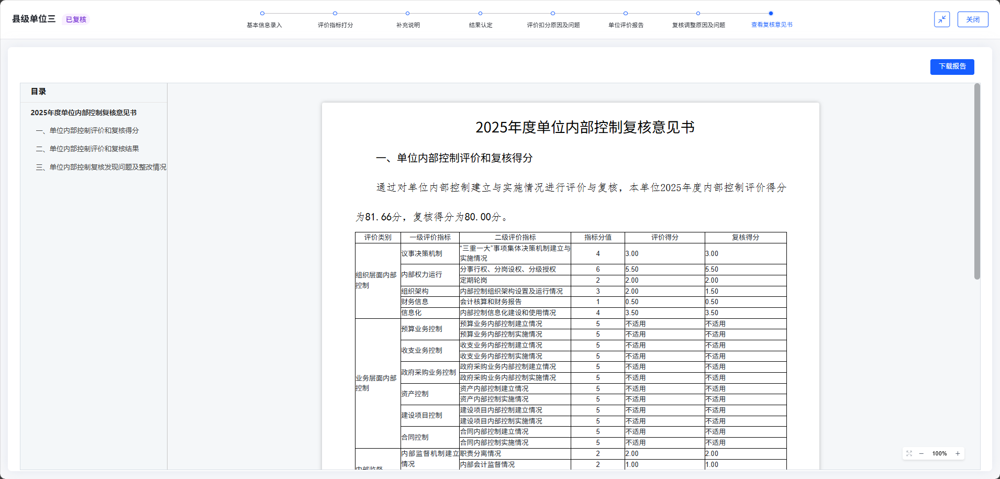 县级单位三 已复核
基本信息录入 评价指标打分 补充说明 结果认定 评价扣分原因及问题 单位评价报告 复核调整原因及问题 查看复核意见书
关闭
下载报告
目录
2025年度单位内部控制复核意见书
一、单位内部控制评价和复核得分
二、单位内部控制评价和复核结果
三、单位内部控制复核发现问题及整改情况
2025年度单位内部控制复核意见书
一、单位内部控制评价和复核得分
通过对单位内部控制建立与实施情况进行评价与复核，本单位2025年度内部控制评价得分
为81.66分，复核得分为80.00分。
评价类别 一级评价指标 二级评价指标 指标分值 评价得分 复核得分
组织层面内部
控制
议事决策机制 “三重一大”事项集体决策机制建立与
实施情况 4 3.00 3.00
内部权力运行 分事行权、分岗设权、分级授权 6 5.50 5.50
定期轮岗 2 2.00 2.00
组织架构 内部控制组织架构设置及运行情况 3 2.00 1.50
财务信息 会计核算和财务报告 1 0.50 0.50
信息化 内部控制信息化建设和使用情况 4 3.50 3.50
业务层面内部
控制
预算业务控制 预算业务内部控制建立情况 5 不适用 不适用
预算业务内部控制实施情况 5 不适用 不适用
收支业务控制 收支业务内部控制建立情况 5 不适用 不适用
收支业务内部控制实施情况 5 不适用 不适用
政府采购业务控制 政府采购业务内部控制建立情况 5 不适用 不适用
政府采购业务内部控制实施情况 5 不适用 不适用
资产控制 资产内部控制建立情况 5 不适用 不适用
资产内部控制实施情况 5 不适用 不适用
建设项目控制 建设项目内部控制建立情况 5 不适用 不适用
建设项目内部控制实施情况 5 不适用 不适用
合同控制 合同内部控制建立情况 5 不适用 不适用
合同内部控制实施情况 5 不适用 不适用
内部监督
内部监督机制建立
情况
职责分离情况 2 2.00 2.00
内部会计监督情况 2 1.00 1.00
100%